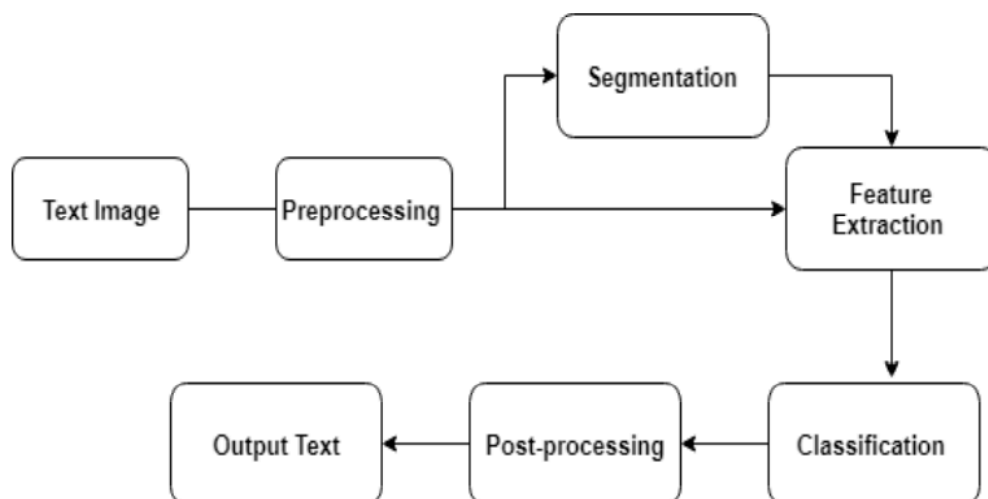 Segmentation
Text Image
Preprocessing
Feature
Extraction
Output Text
Post-processing
Classification